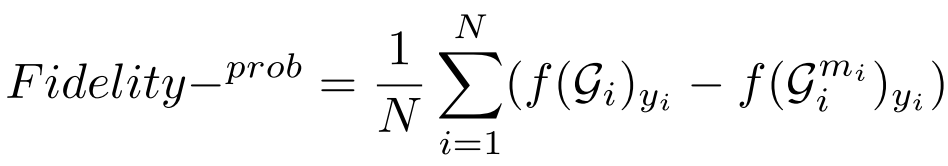 $Fidelity-^{prob} = \frac{1}{N} \sum_{i=1}^{N} (f(\mathcal{G}_i)_{y_i} - f(\mathcal{G}_i^{m_i})_{y_i})$